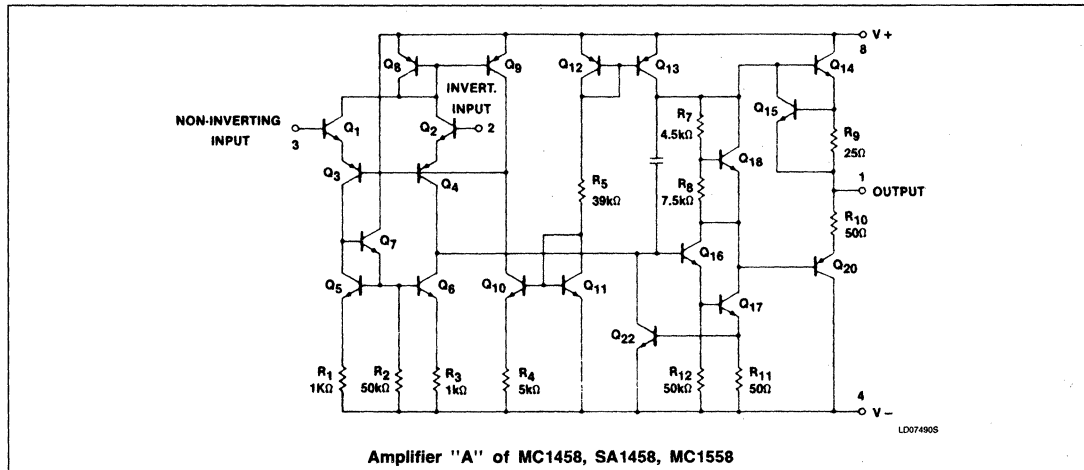 V+
8
Q8
Q9
Q12
Q13
Q14
INVERT.
INPUT
Q15
NON-INVERTING
INPUT
3
Q1
Q2
2
R7
4.5kΩ
R9
25Ω
Q18
Q3
Q4
R5
39kΩ
R8
7.5kΩ
1
OUTPUT
R10
50Ω
Q7
Q16
Q20
Q5
Q6
Q10
Q11
Q17
Q22
R1
1KΩ
R2
50kΩ
R3
1kΩ
R4
5kΩ
R12
50kΩ
R11
50Ω
4
V–
LD07490S
Amplifier "A" of MC1458, SA1458, MC1558